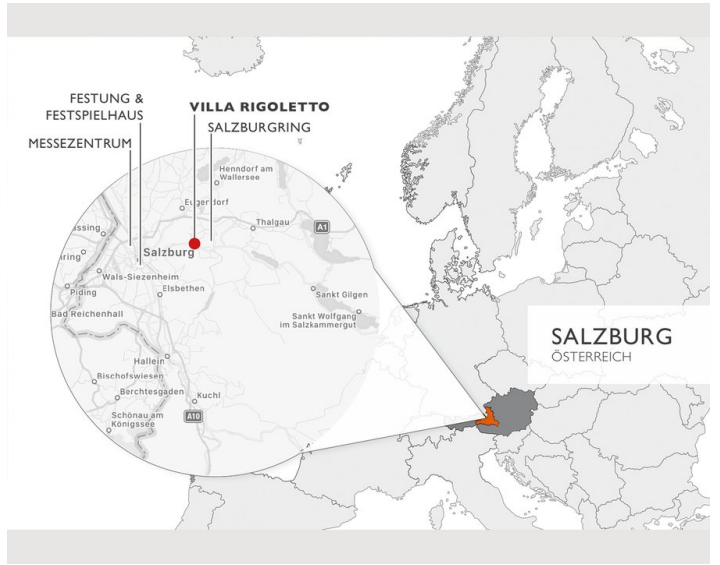 FESTUNG &
FESTSPIELHAUS
VILLA RIGOLETTO
SALZBURGRING
MESSEZENTRUM
Henndorf am
Wallersee
Eugendorf
Thalgau
A1
Salzburg
Wals-Siezenheim
Elsbethen
Piding
Bad Reichenhall
Sankt Gilgen
Sankt Wolfgang
im Salzkammergut
Hallein
Bischofswiesen
Berchtesgaden
Kuchl
A10
Schönau am
Königssee
SALZBURG
ÖSTERREICH